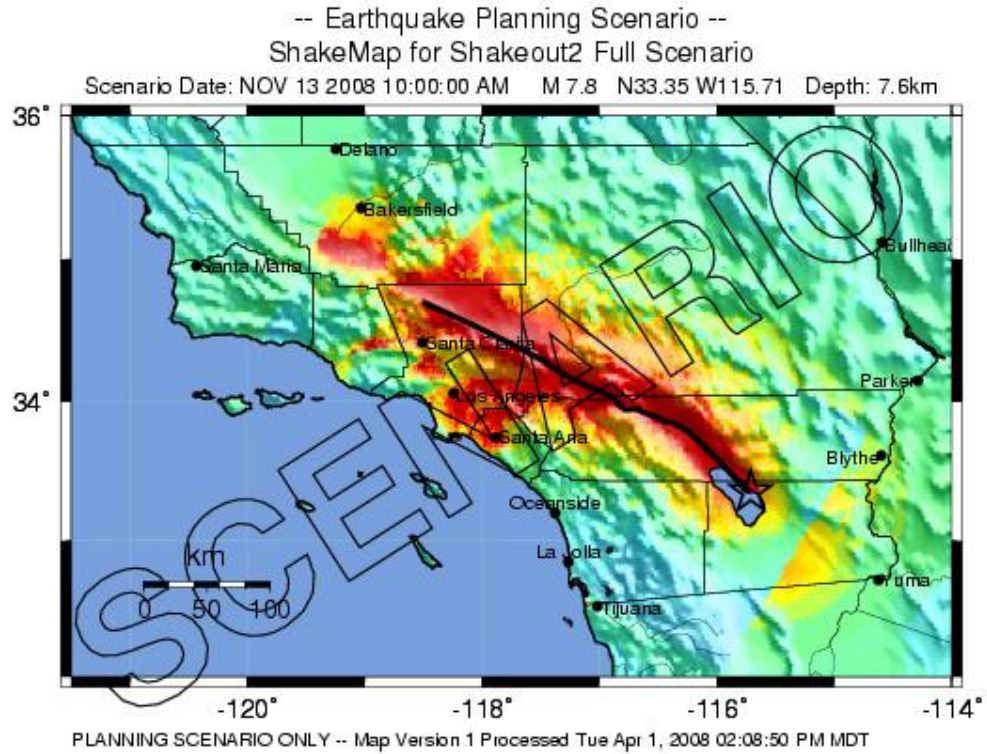 -- Earthquake Planning Scenario --
ShakeMap for Shakeout2 Full Scenario
Scenario Date: NOV 13 2008 10:00:00 AM M 7.8 N33.35 W115.71 Depth: 7.6km
36°
Delano
Bakersfield
Bullhead
Santa Maria
Santa Clarita
Parker
34°
Los Angeles
Santa Ana
Blythe
Oceanside
La Jolla
km
0 50 100
Yuma
Tijuana
SCENARIO
-120° -118° -116° -114°
PLANNING SCENARIO ONLY -- Map Version 1 Processed Tue Apr 1, 2008 02:08:50 PM MDT